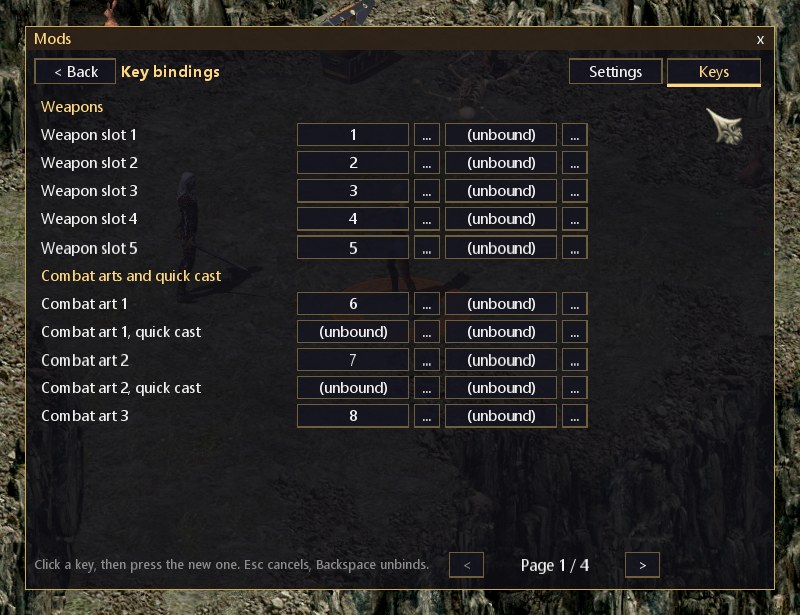 Mods x
< Back Key bindings Settings Keys
Weapons
Weapon slot 1 1 ... (unbound) ...
Weapon slot 2 2 ... (unbound) ...
Weapon slot 3 3 ... (unbound) ...
Weapon slot 4 4 ... (unbound) ...
Weapon slot 5 5 ... (unbound) ...
Combat arts and quick cast
Combat art 1 6 ... (unbound) ...
Combat art 1, quick cast (unbound) ... (unbound) ...
Combat art 2 7 ... (unbound) ...
Combat art 2, quick cast (unbound) ... (unbound) ...
Combat art 3 8 ... (unbound) ...
Click a key, then press the new one. Esc cancels, Backspace unbinds. < Page 1 / 4 >